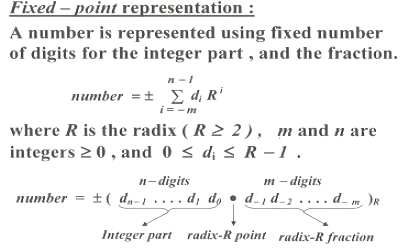 Fixed – point representation :
A number is represented using fixed number
of digits for the integer part , and the fraction.
n – 1
number = ± Σ dᵢ Rⁱ
i = – m
where R is the radix ( R ≥ 2 ) , m and n are
integers ≥ 0 , and 0 ≤ dᵢ ≤ R – 1 .
n – digits m – digits
number = ± ( dₙ₋₁ . . . . d₁ d₀ • d₋₁ d₋₂ . . . . d₋ₘ )R
Integer part radix-R point radix-R fraction